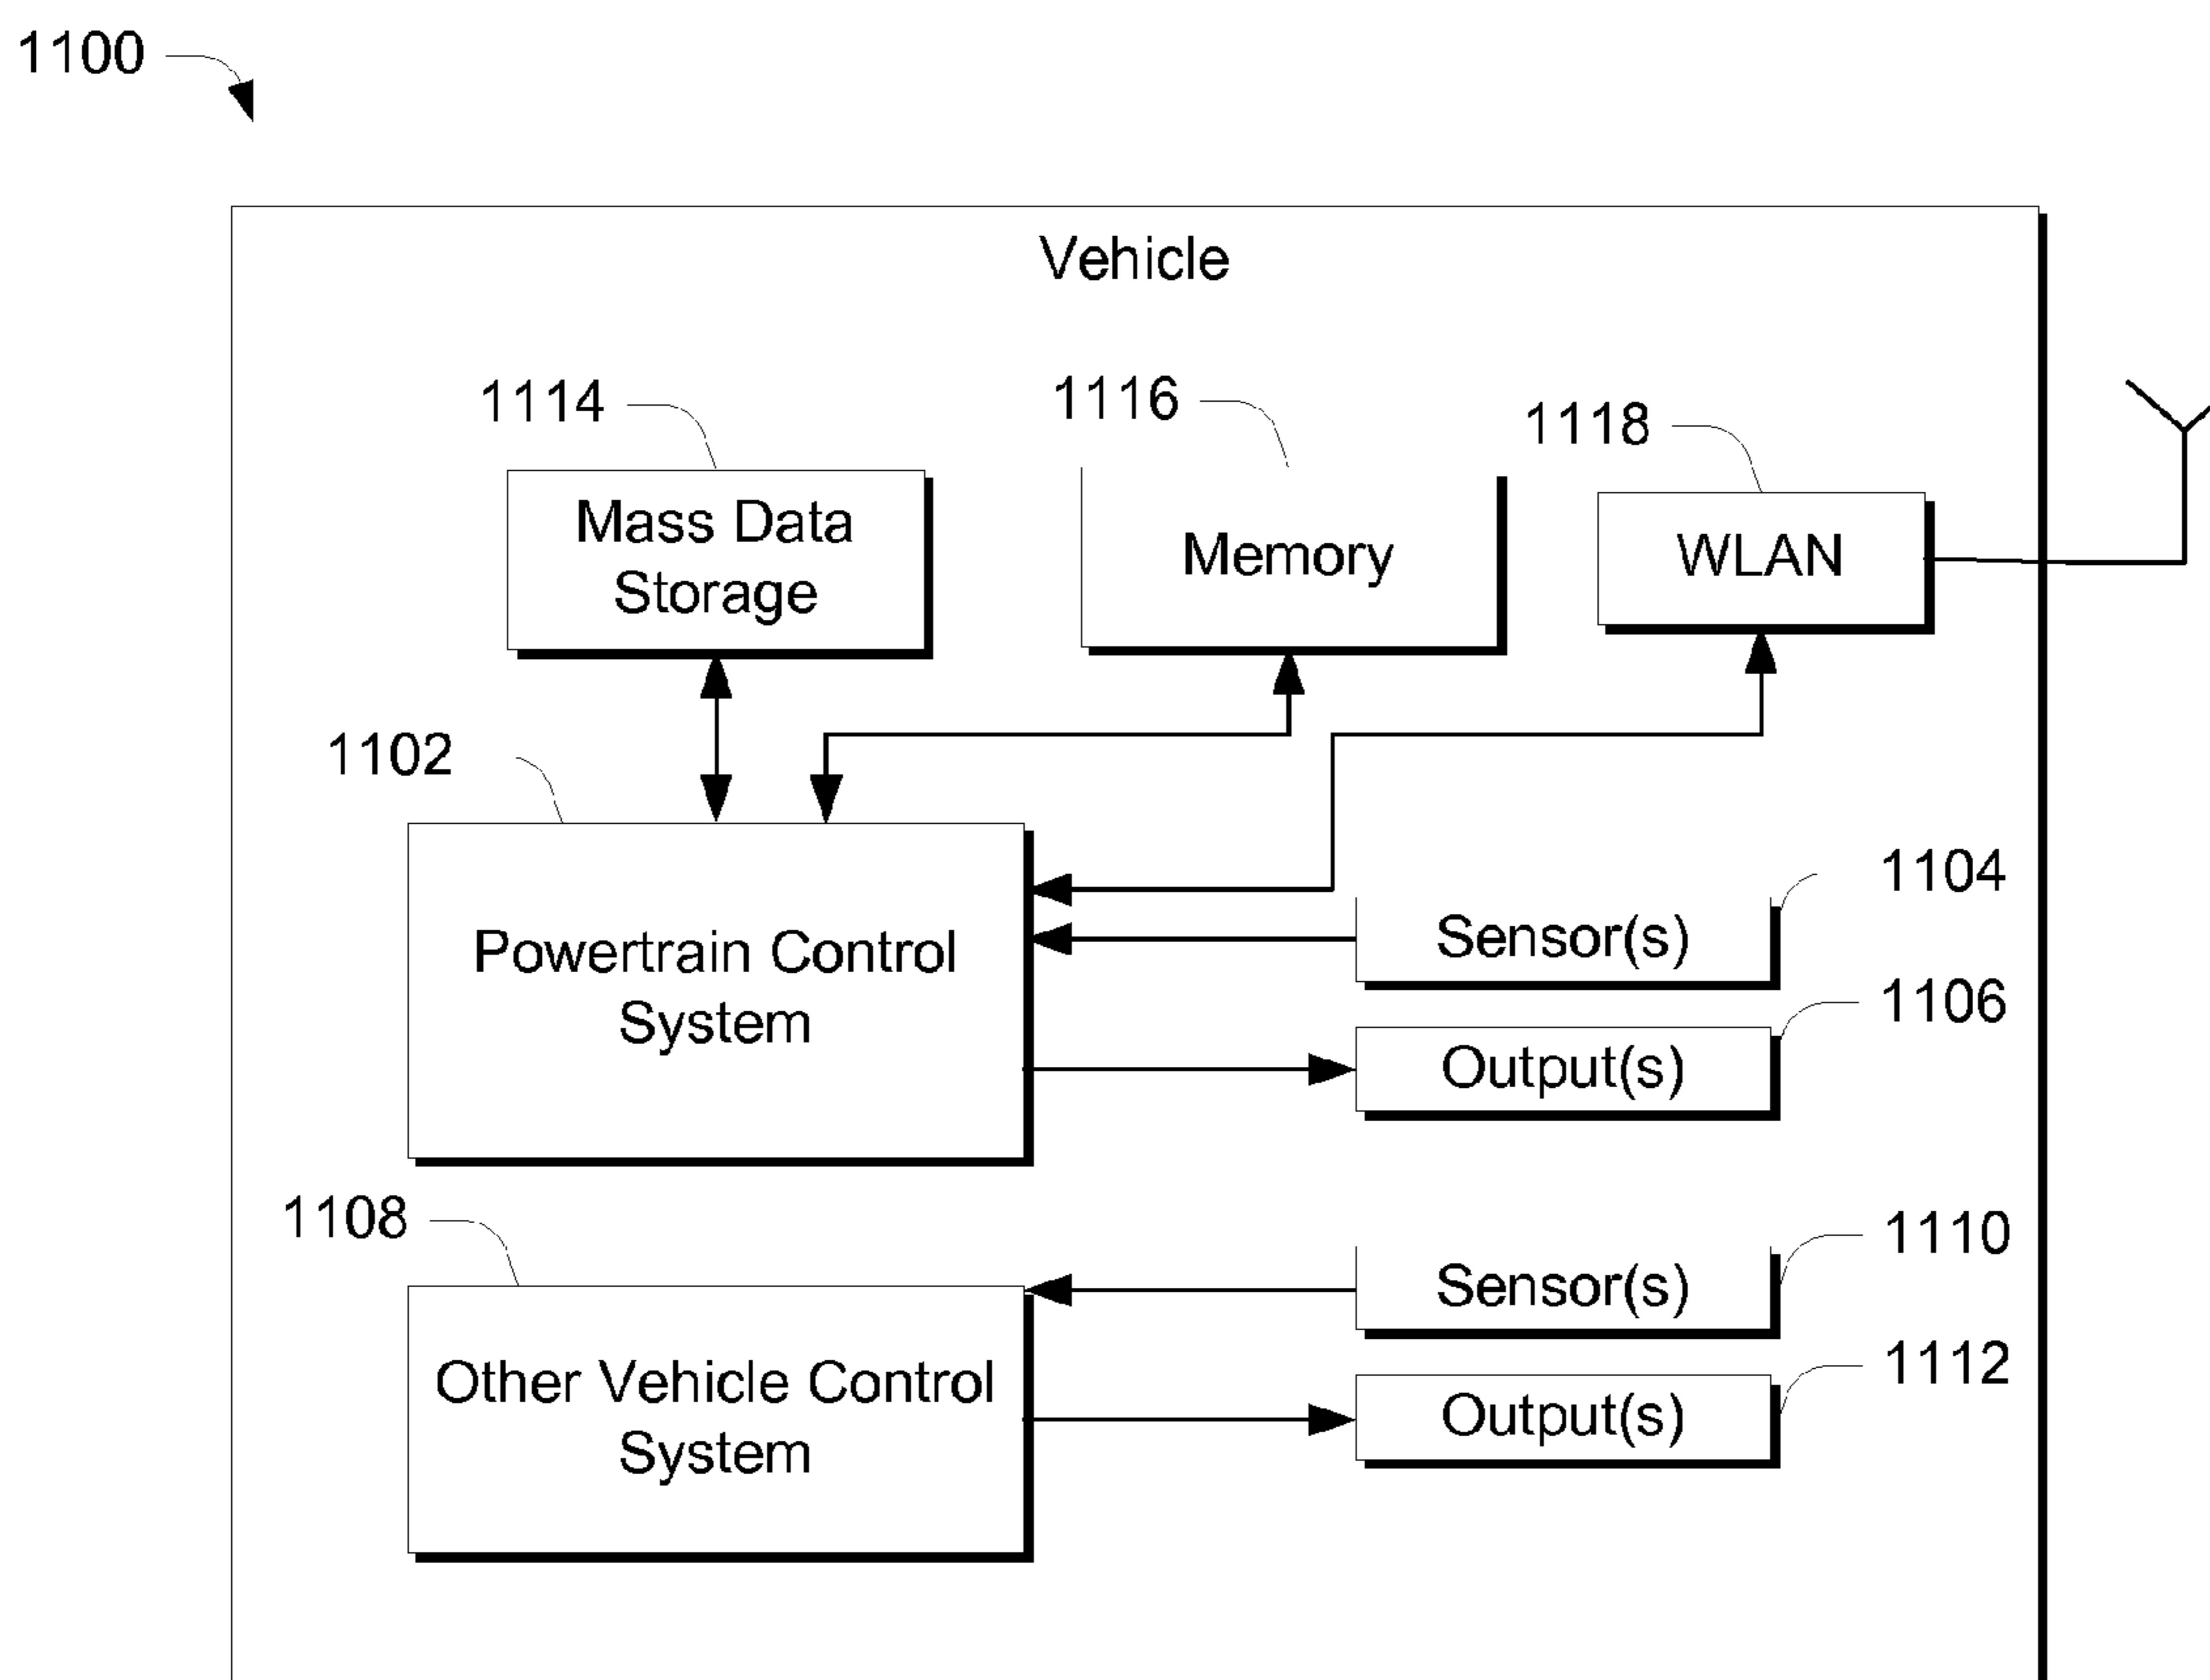 1100
Vehicle
1114
1116
1118
Mass Data
Storage
Memory
WLAN
1102
1104
Powertrain Control
System
Sensor(s)
1106
Output(s)
1108
1110
Sensor(s)
Other Vehicle Control
System
1112
Output(s)